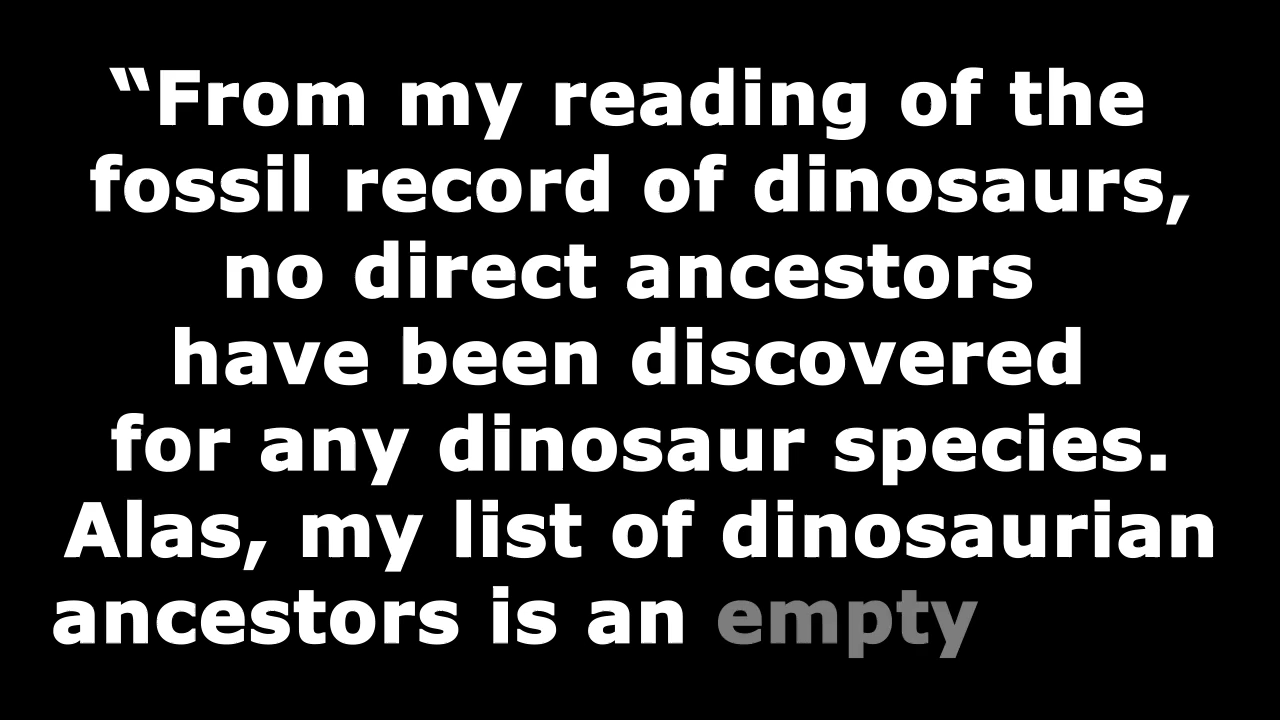 “From my reading of the
fossil record of dinosaurs,
no direct ancestors
have been discovered
for any dinosaur species.
Alas, my list of dinosaurian
ancestors is an empty